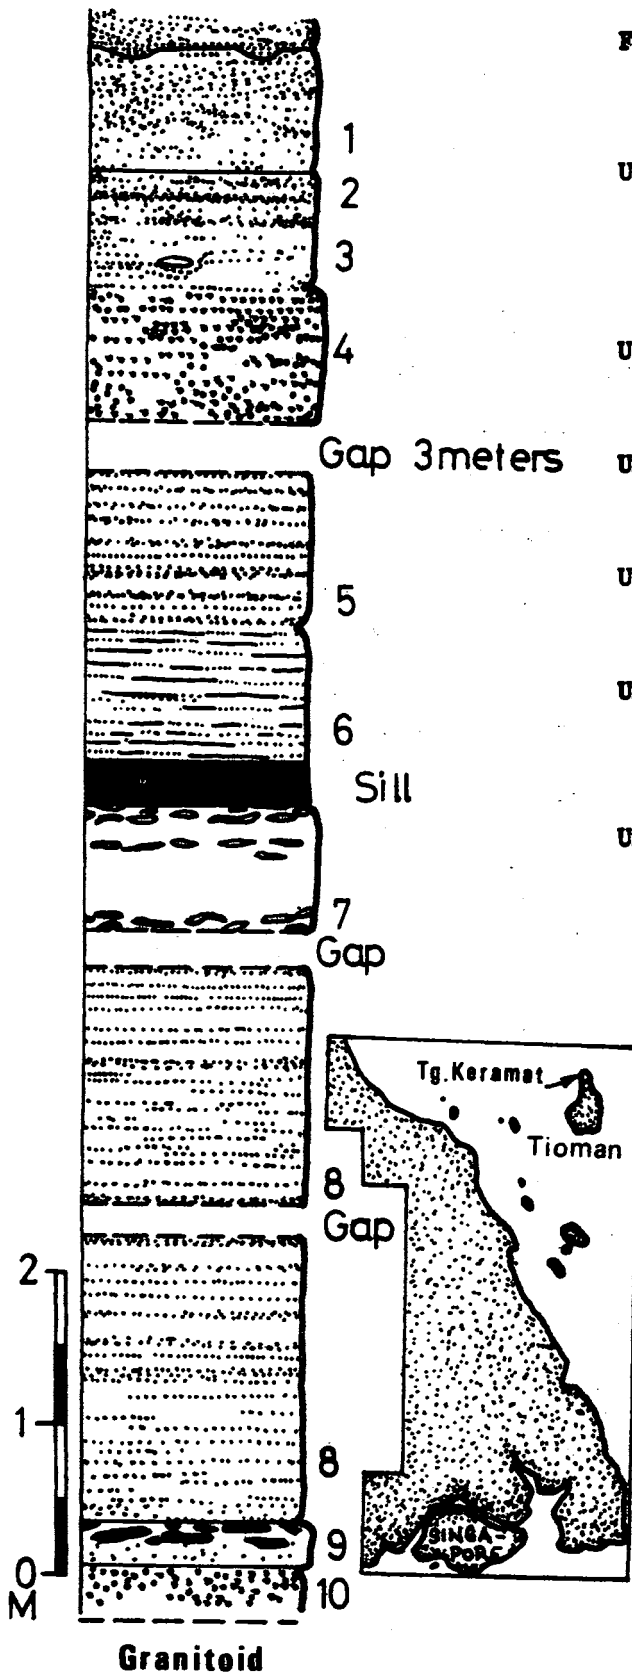 F
1
U
2
3
4
U
Gap 3meters
U
5
U
6
U
Sill
U
7
Gap
Tg.Keramat
Tioman
8
Gap
2
1
8
SINGA-
PORE
9
0
M
10
Granitoid